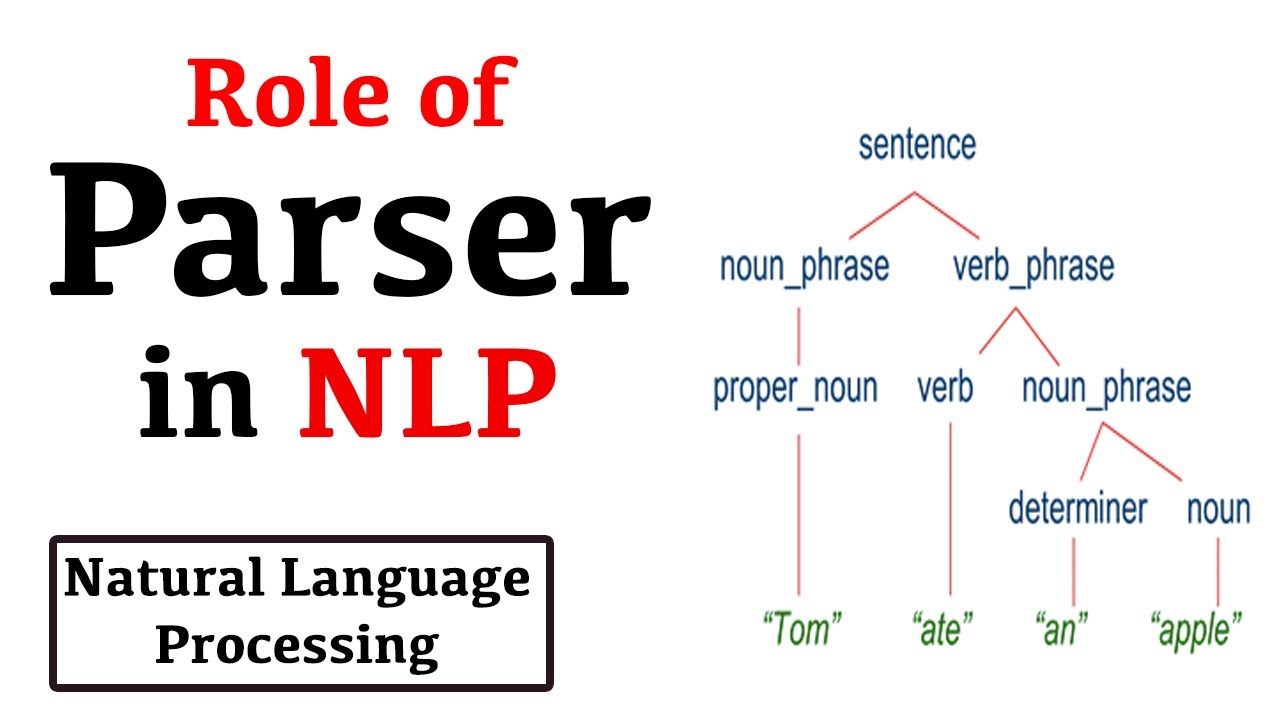 Role of
Parser
in NLP
Natural Language
Processing
sentence
noun_phrase verb_phrase
proper_noun verb noun_phrase
determiner noun
“Tom” “ate” “an” “apple”